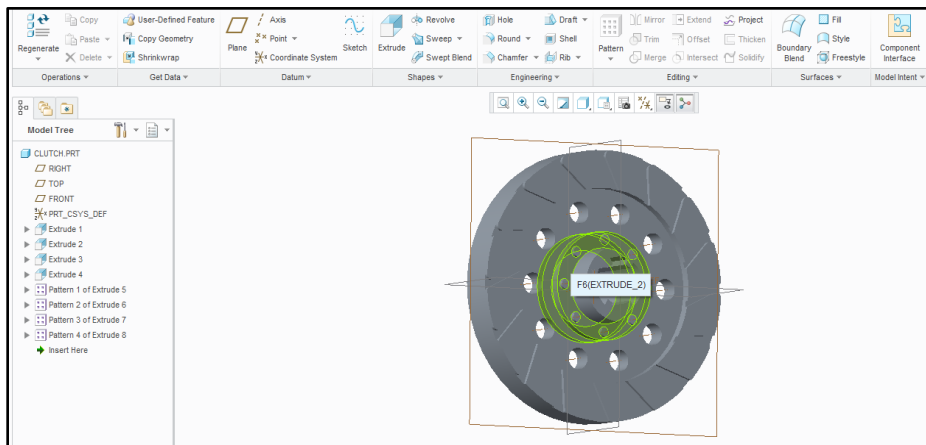 Regenerate
Copy
Paste
Delete
Operations
User-Defined Feature
Copy Geometry
Shrinkwrap
Get Data
Plane
Axis
Point
Coordinate System
Sketch
Datum
Extrude
Revolve
Sweep
Swept Blend
Shapes
Hole
Round
Chamfer
Draft
Shell
Rib
Engineering
Pattern
Mirror
Trim
Merge
Extend
Offset
Intersect
Project
Thicken
Solidify
Editing
Boundary
Blend
Fill
Style
Freestyle
Surfaces
Component
Interface
Model Intent
Model Tree
CLUTCH.PRT
RIGHT
TOP
FRONT
PRT_CSYS_DEF
Extrude 1
Extrude 2
Extrude 3
Extrude 4
Pattern 1 of Extrude 5
Pattern 2 of Extrude 6
Pattern 3 of Extrude 7
Pattern 4 of Extrude 8
Insert Here
F6(EXTRUDE_2)